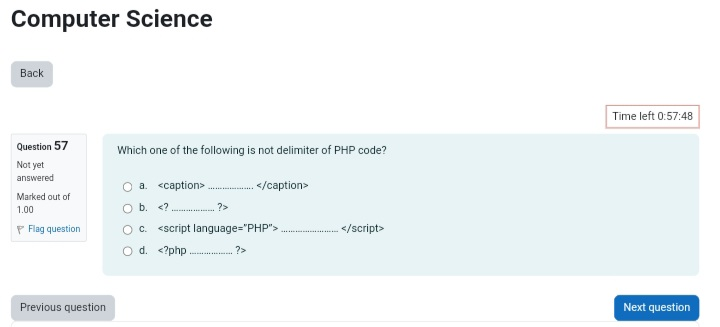 Computer Science
Back
Time left 0:57:48
Question 57
Not yet
answered
Marked out of
1.00
Flag question
Which one of the following is not delimiter of PHP code?
a. <caption> ................... </caption>
b. <? .................. ?>
c. <script language="PHP"> ........................ </script>
d. <?php .................. ?>
Previous question
Next question